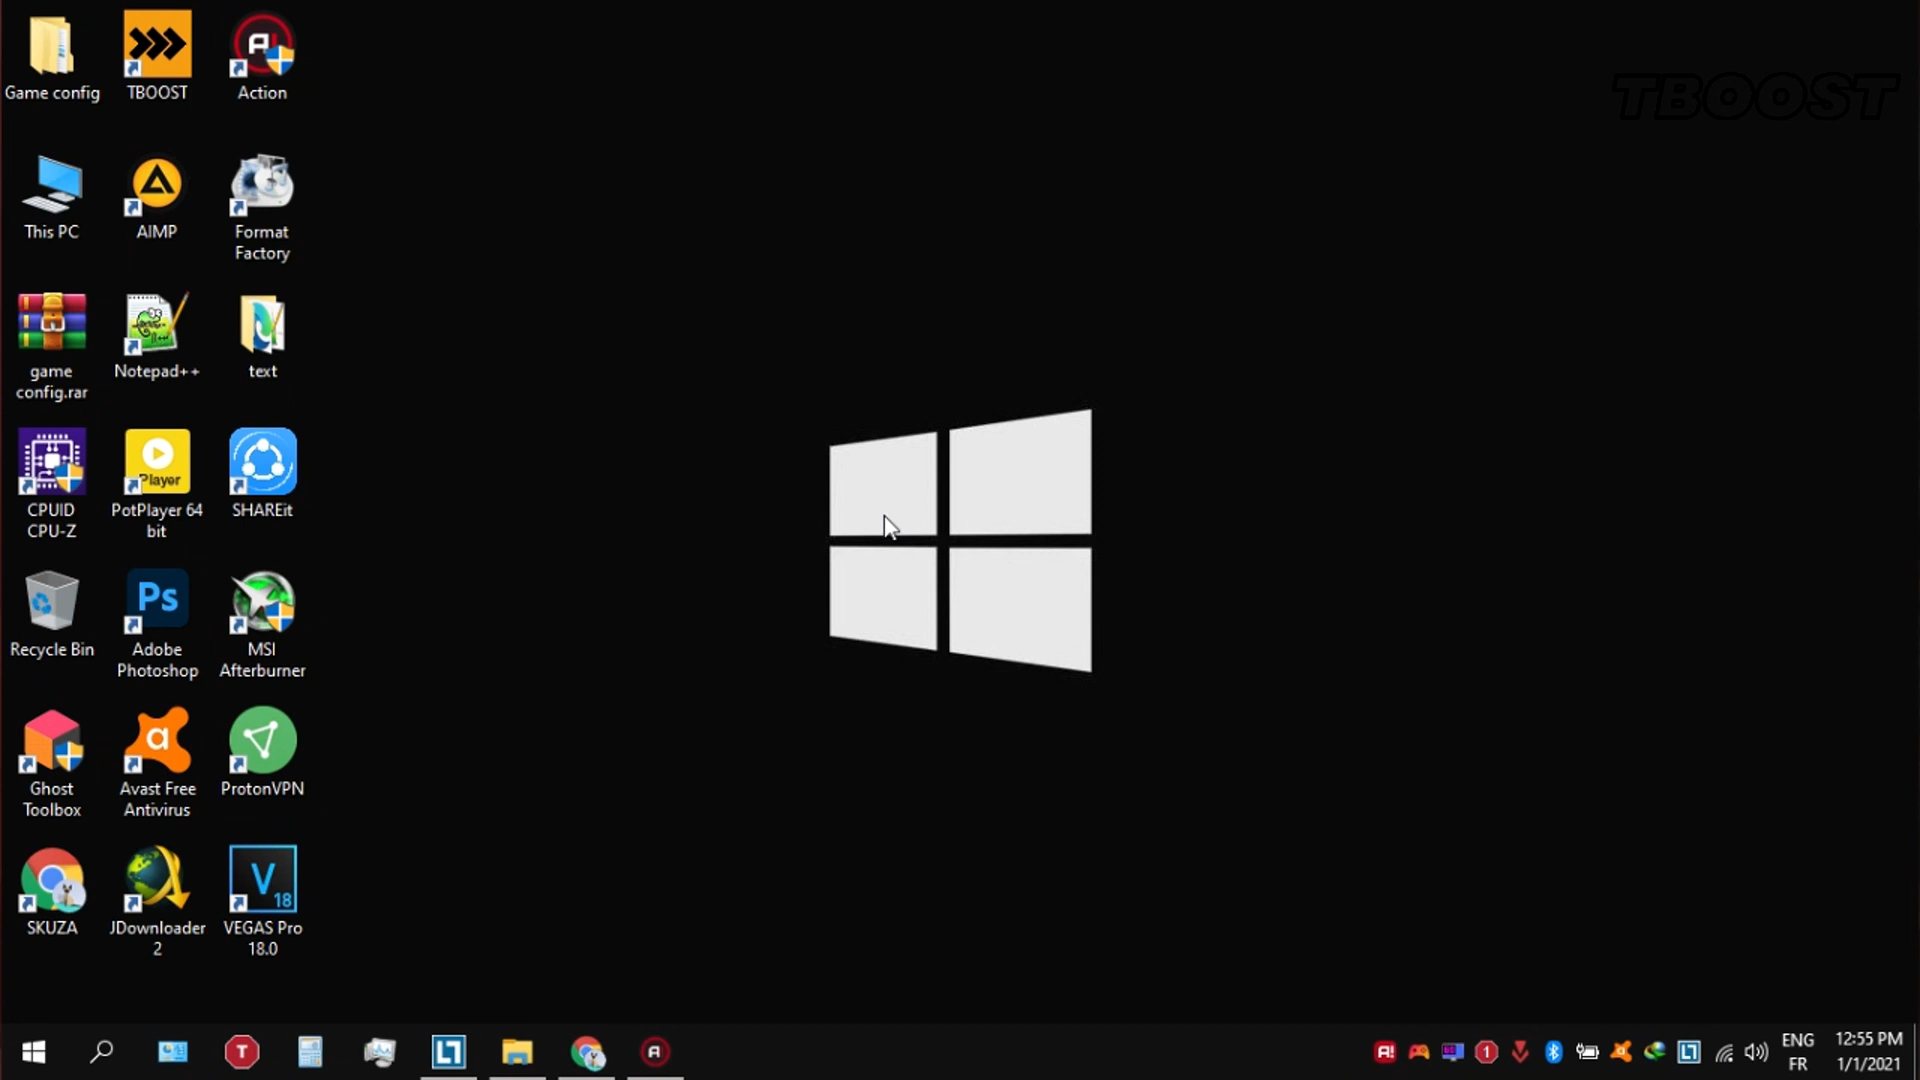 TBOOST
Game config
TBOOST
Action
This PC
AIMP
Format
Factory
game
config.rar
Notepad++
text
CPUID
CPU-Z
Player
PotPlayer 64
bit
SHAREit
Recycle Bin
Ps
Adobe
Photoshop
MSI
Afterburner
Ghost
Toolbox
a
Avast Free
Antivirus
ProtonVPN
SKUZA
JDownloader
2
V
18
VEGAS Pro
18.0
T
A
A!
60
1
ENG
FR
12:55 PM
1/1/2021